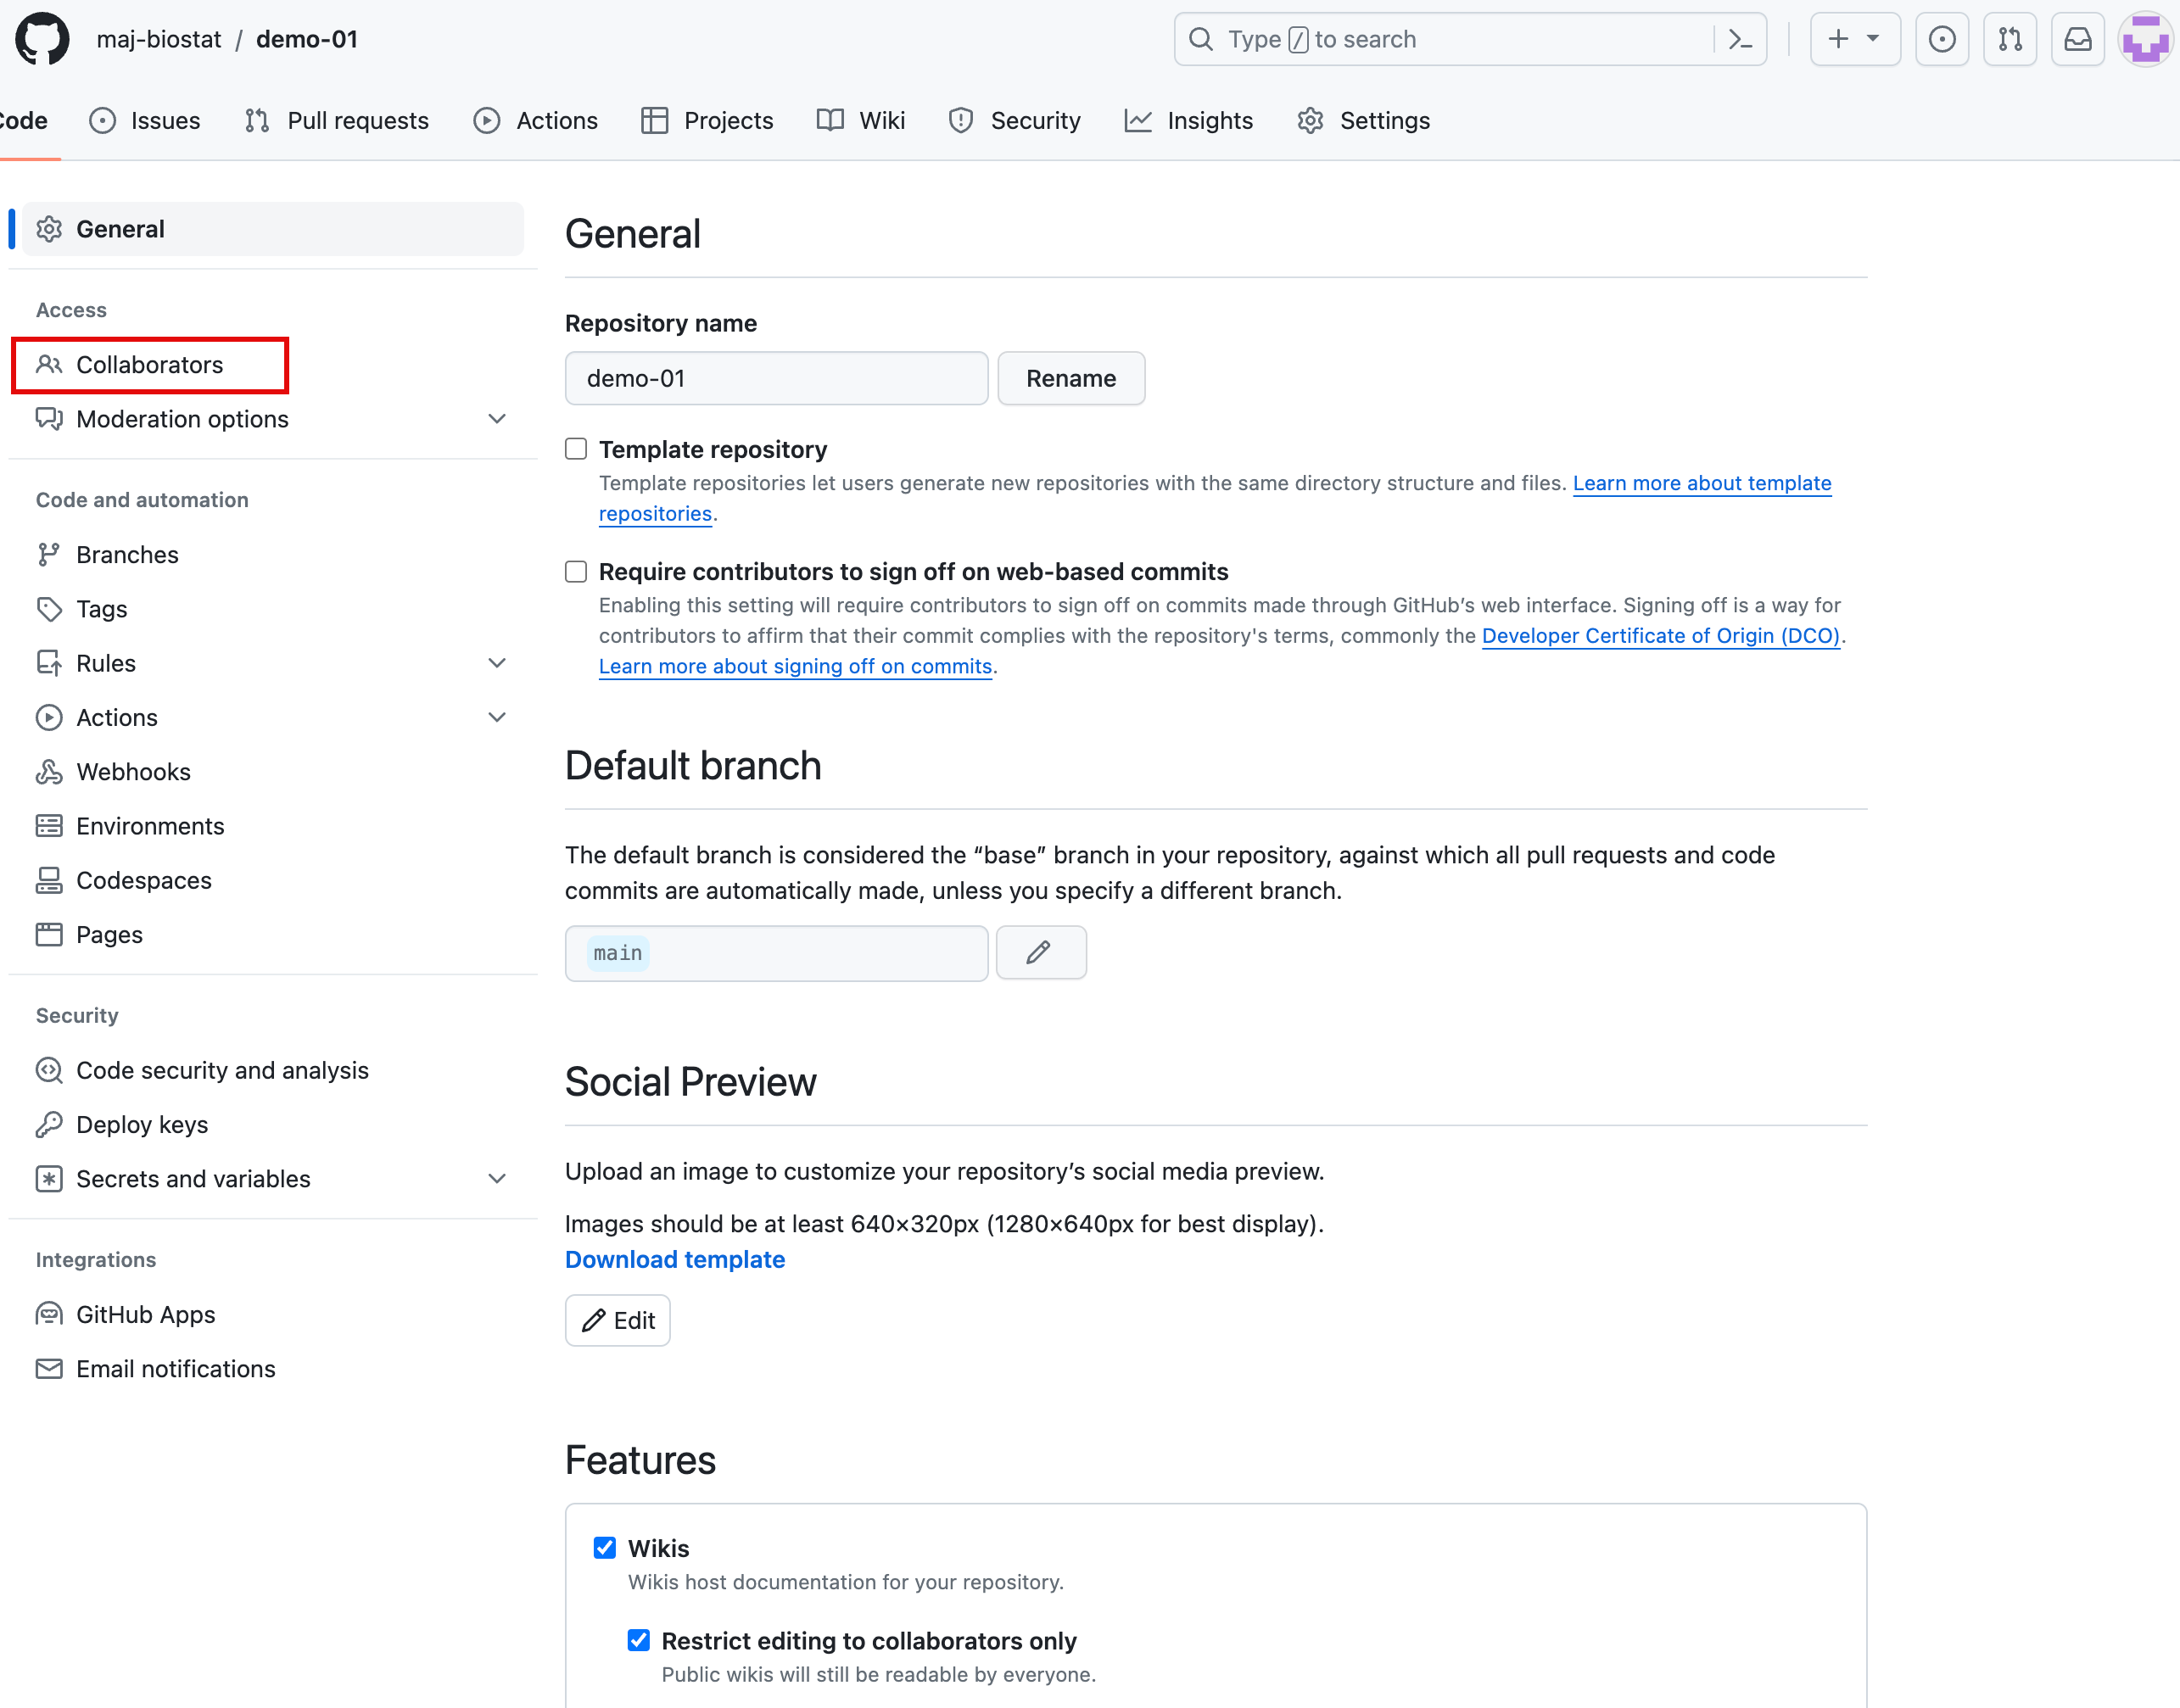 maj-biostat / demo-01
Type / to search
Code Issues Pull requests Actions Projects Wiki Security Insights Settings
General
Access
Collaborators
Moderation options
Code and automation
Branches
Tags
Rules
Actions
Webhooks
Environments
Codespaces
Pages
Security
Code security and analysis
Deploy keys
Secrets and variables
Integrations
GitHub Apps
Email notifications
General
Repository name
demo-01 Rename
Template repository
Template repositories let users generate new repositories with the same directory structure and files. Learn more about template
repositories.
Require contributors to sign off on web-based commits
Enabling this setting will require contributors to sign off on commits made through GitHub’s web interface. Signing off is a way for
contributors to affirm that their commit complies with the repository's terms, commonly the Developer Certificate of Origin (DCO).
Learn more about signing off on commits.
Default branch
The default branch is considered the “base” branch in your repository, against which all pull requests and code
commits are automatically made, unless you specify a different branch.
main
Social Preview
Upload an image to customize your repository’s social media preview.
Images should be at least 640×320px (1280×640px for best display).
Download template
Edit
Features
Wikis
Wikis host documentation for your repository.
Restrict editing to collaborators only
Public wikis will still be readable by everyone.